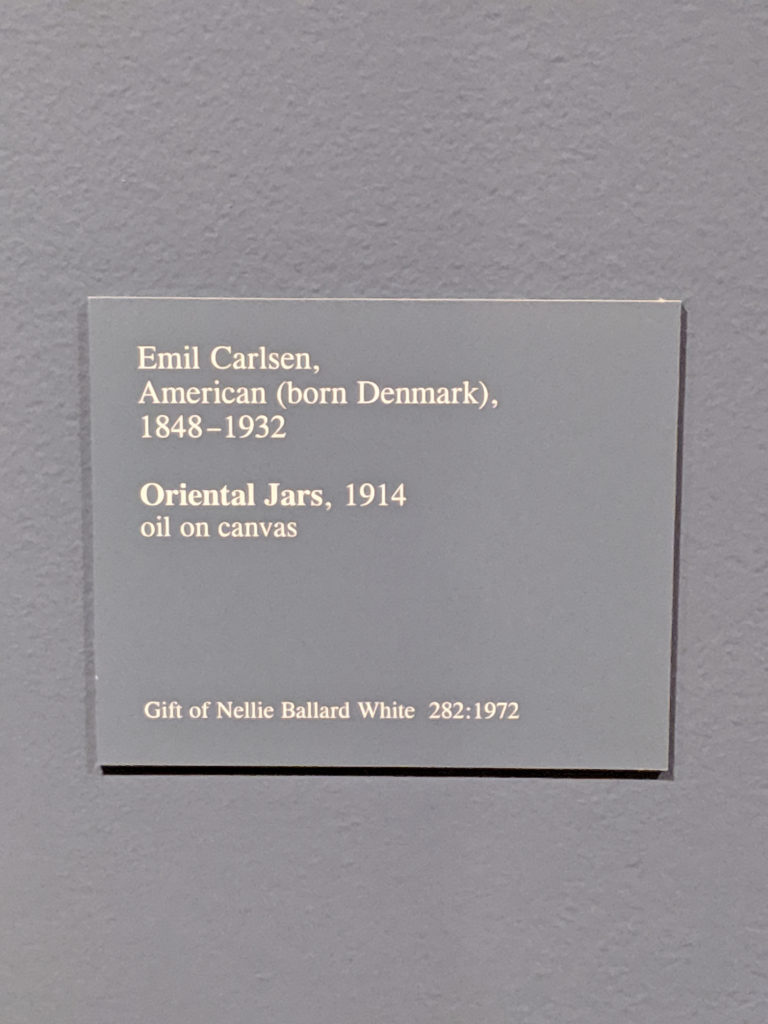 Emil Carlsen,
American (born Denmark),
1848–1932
Oriental Jars, 1914
oil on canvas
Gift of Nellie Ballard White 282:1972